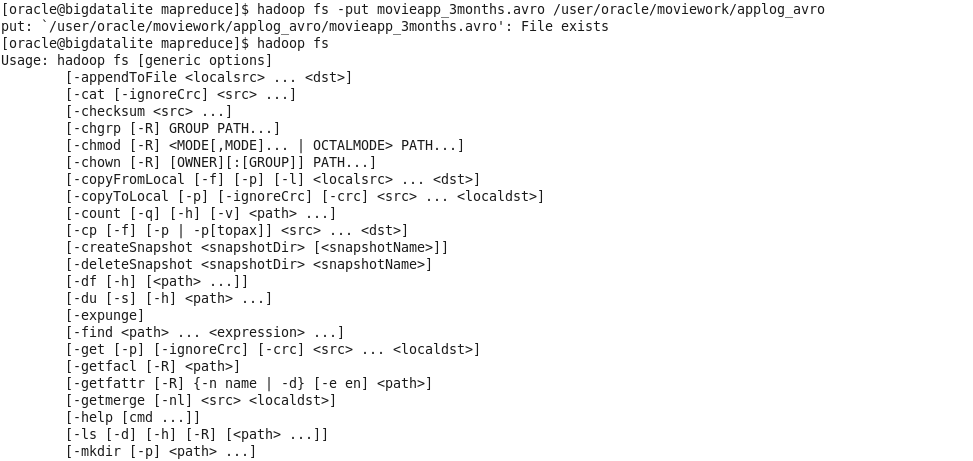 [oracle@bigdatalite mapreduce]$ hadoop fs -put movieapp_3months.avro /user/oracle/moviework/applog_avro
put: `/user/oracle/moviework/applog_avro/movieapp_3months.avro': File exists
[oracle@bigdatalite mapreduce]$ hadoop fs
Usage: hadoop fs [generic options]
        [-appendToFile <localsrc> ... <dst>]
        [-cat [-ignoreCrc] <src> ...]
        [-checksum <src> ...]
        [-chgrp [-R] GROUP PATH...]
        [-chmod [-R] <MODE[,MODE]... | OCTALMODE> PATH...]
        [-chown [-R] [OWNER][:[GROUP]] PATH...]
        [-copyFromLocal [-f] [-p] [-l] <localsrc> ... <dst>]
        [-copyToLocal [-p] [-ignoreCrc] [-crc] <src> ... <localdst>]
        [-count [-q] [-h] [-v] <path> ...]
        [-cp [-f] [-p | -p[topax]] <src> ... <dst>]
        [-createSnapshot <snapshotDir> [<snapshotName>]]
        [-deleteSnapshot <snapshotDir> <snapshotName>]
        [-df [-h] [<path> ...]]
        [-du [-s] [-h] <path> ...]
        [-expunge]
        [-find <path> ... <expression> ...]
        [-get [-p] [-ignoreCrc] [-crc] <src> ... <localdst>]
        [-getfacl [-R] <path>]
        [-getfattr [-R] {-n name | -d} [-e en] <path>]
        [-getmerge [-nl] <src> <localdst>]
        [-help [cmd ...]]
        [-ls [-d] [-h] [-R] [<path> ...]]
        [-mkdir [-p] <path> ...]